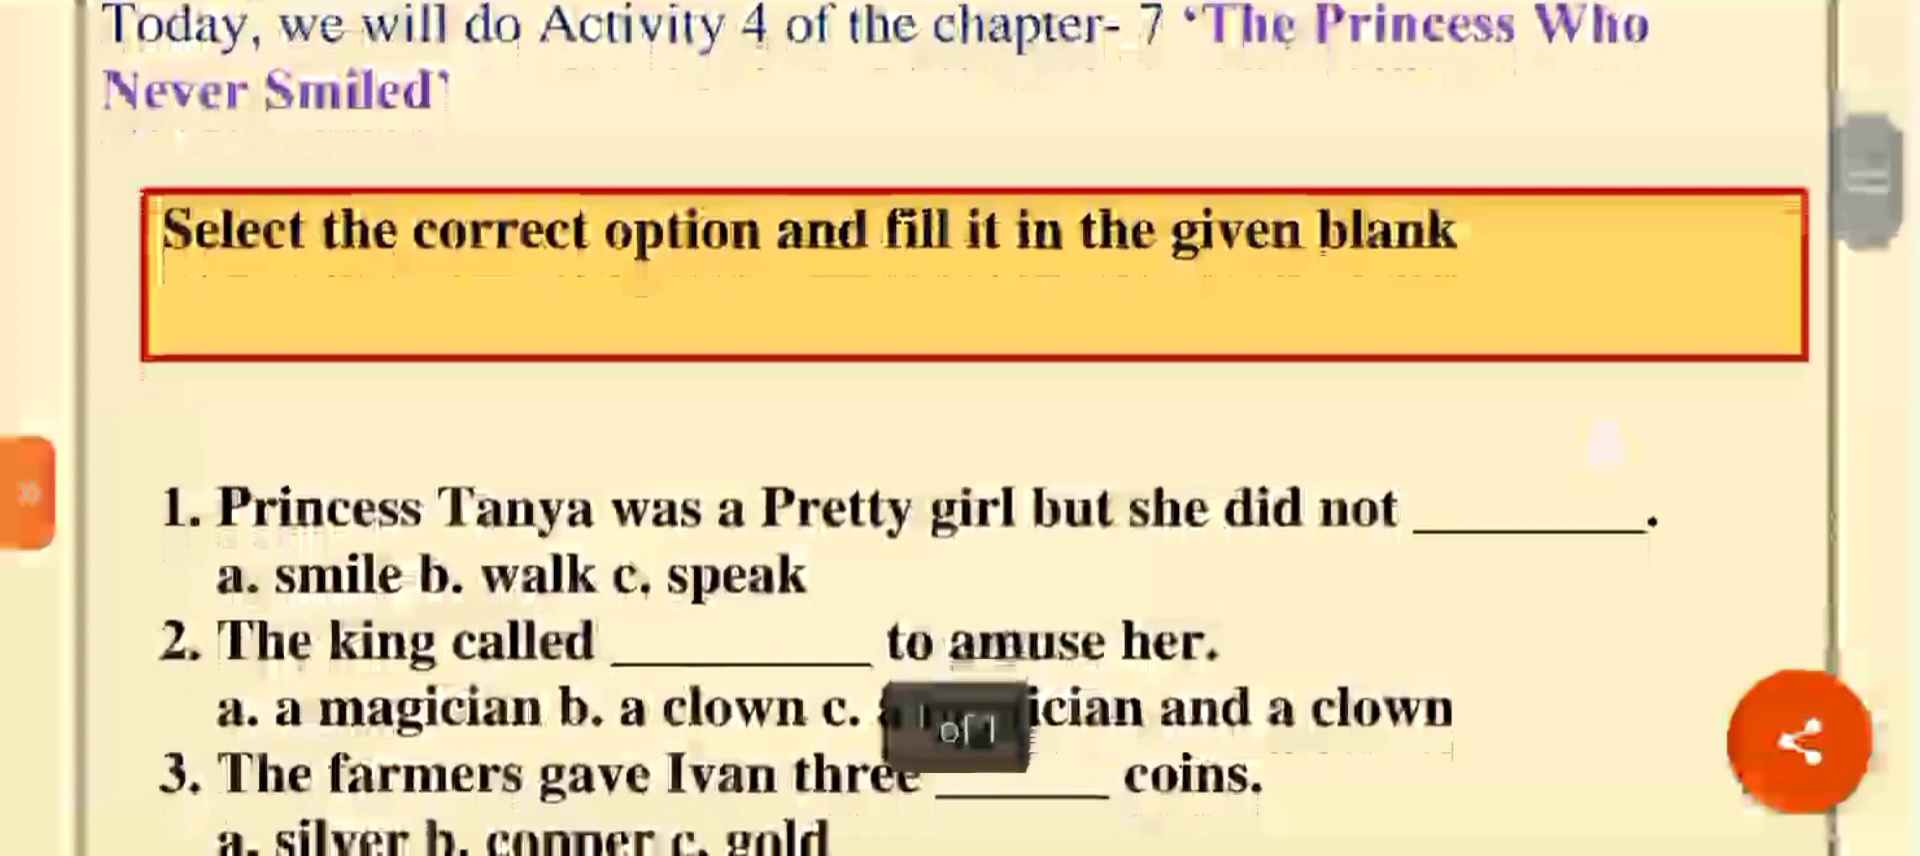 Today, we will do Activity 4 of the chapter- 7 ‘The Princess Who
Never Smiled’
Select the correct option and fill it in the given blank
1. Princess Tanya was a Pretty girl but she did not ________.
a. smile b. walk c. speak
2. The king called _________ to amuse her.
a. a magician b. a clown c. ician and a clown
of 1
3. The farmers gave Ivan three ______ coins.
a. silver b. copper c. gold